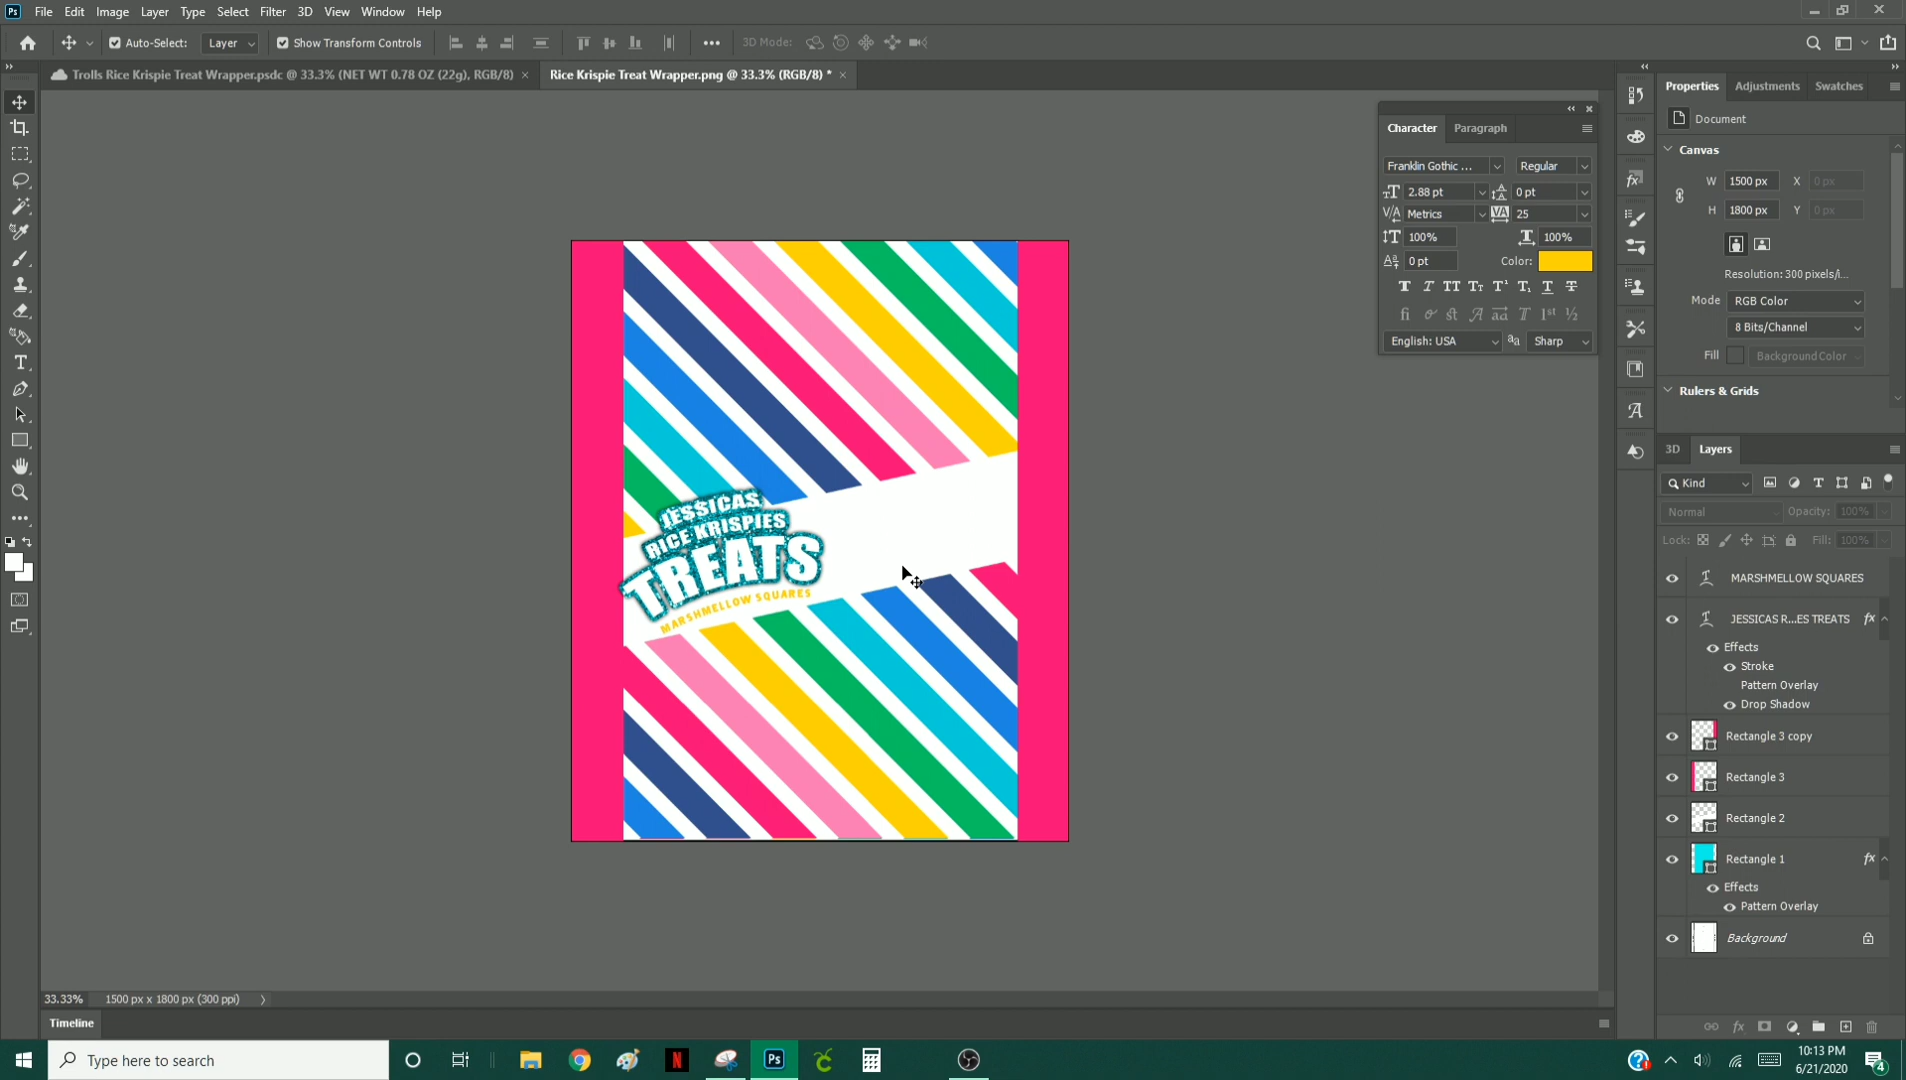 Ps File Edit Image Layer Type Select Filter 3D View Window Help
Auto-Select: Layer Show Transform Controls 3D Mode:
Trolls Rice Krispie Treat Wrapper.psdc @ 33.3% (NET WT 0.78 OZ (22g), RGB/8) × Rice Krispie Treat Wrapper.png @ 33.3% (RGB/8) * ×
Character Paragraph
Franklin Gothic ... Regular
2.88 pt 0 pt
Metrics 25
100% 100%
0 pt Color:
English: USA aa Sharp
Properties Adjustments Swatches
Document
Canvas
W 1500 px X 0 px
H 1800 px Y 0 px
Resolution: 300 pixels/i...
Mode RGB Color
8 Bits/Channel
Fill Background Color
Rulers & Grids
3D Layers
Kind
Normal Opacity: 100%
Lock: Fill: 100%
MARSHMELLOW SQUARES
JESSICAS R...ES TREATS fx
Effects
Stroke
Pattern Overlay
Drop Shadow
Rectangle 3 copy
Rectangle 3
Rectangle 2
Rectangle 1 fx
Effects
Pattern Overlay
Background
JESSICAS
RICE KRISPIES
TREATS
MARSHMELLOW SQUARES
33.33% 1500 px x 1800 px (300 ppi)
Timeline
Type here to search
10:13 PM
6/21/2020
4